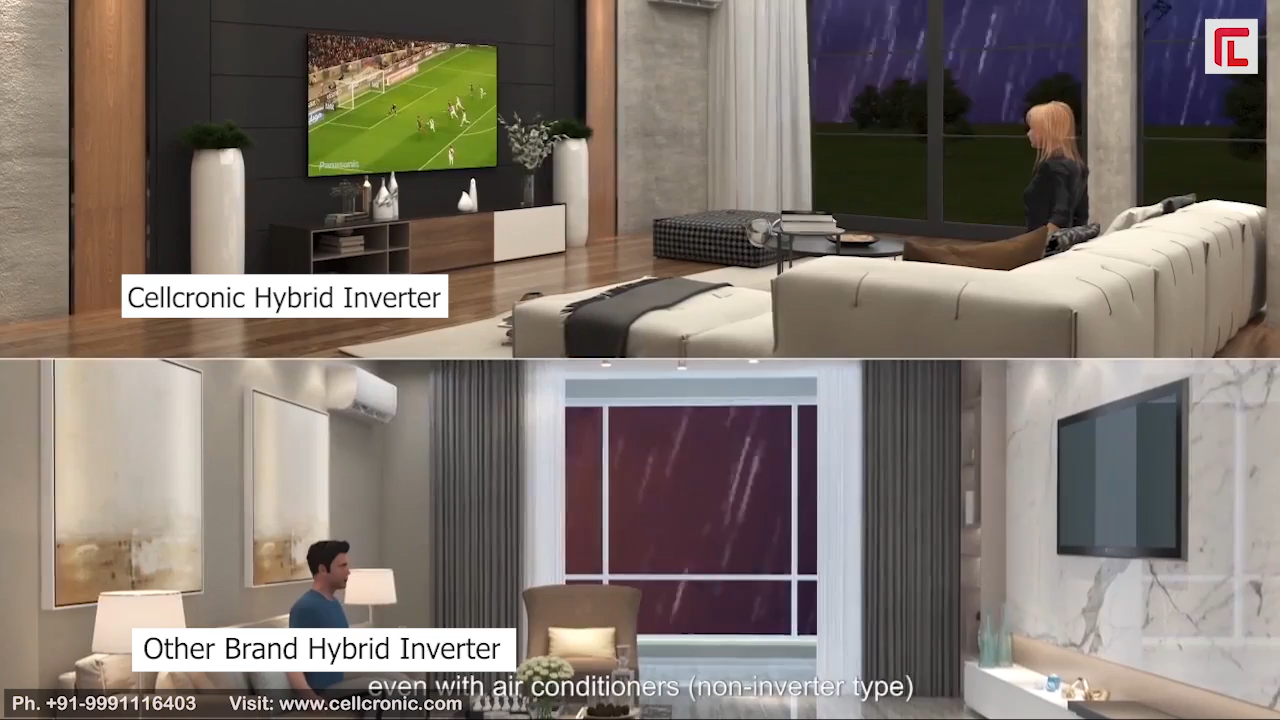 Panasonic
Cellcronic Hybrid Inverter
Other Brand Hybrid Inverter
even with air conditioners (non-inverter type)
Ph. +91-9991116403 Visit: www.cellcronic.com